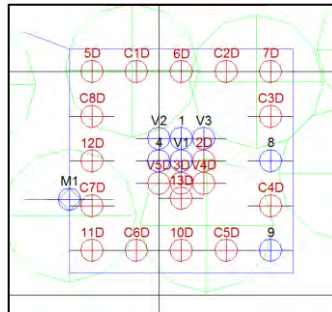 5D C1D 6D C2D 7D
C8D V2 1 V3 C3D
12D 4 V1 2D 8
V5D 3D V4D
M1 C7D 13D C4D
11D C6D 10D C5D 9